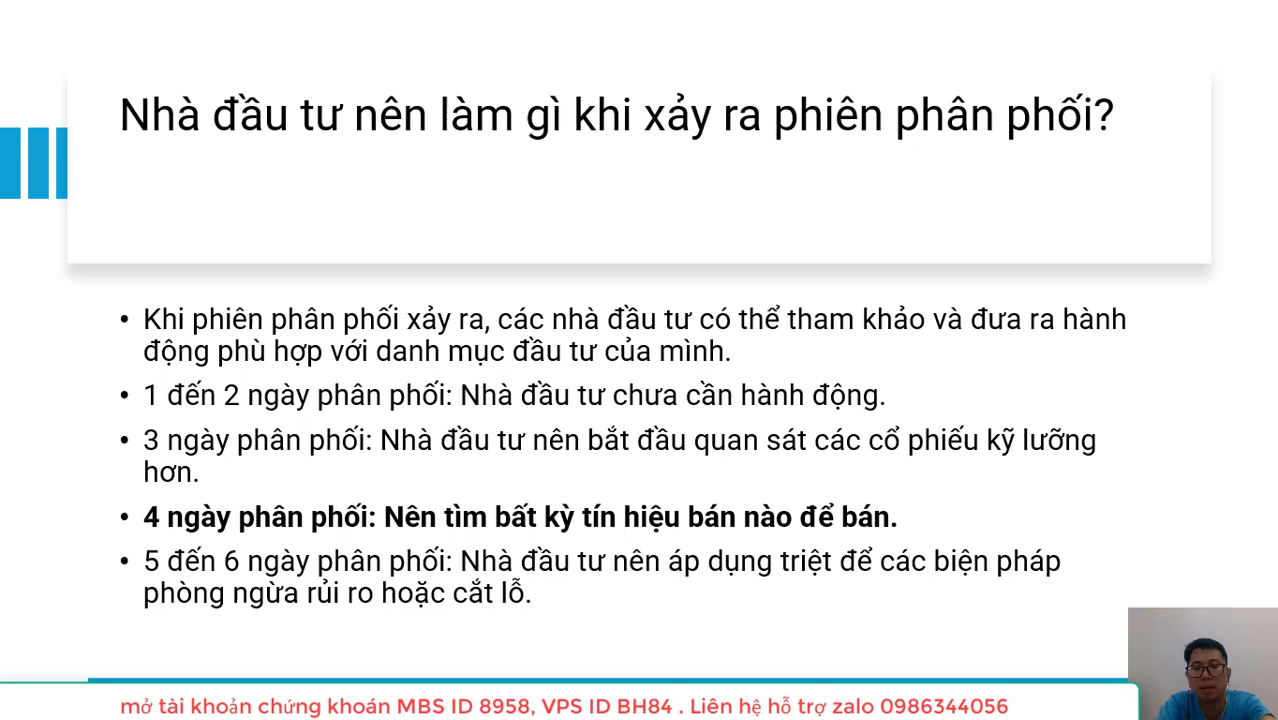 Nhà đầu tư nên làm gì khi xảy ra phiên phân phối?
• Khi phiên phân phối xảy ra, các nhà đầu tư có thể tham khảo và đưa ra hành
động phù hợp với danh mục đầu tư của mình.
• 1 đến 2 ngày phân phối: Nhà đầu tư chưa cần hành động.
• 3 ngày phân phối: Nhà đầu tư nên bắt đầu quan sát các cổ phiếu kỹ lưỡng
hơn.
• 4 ngày phân phối: Nên tìm bất kỳ tín hiệu bán nào để bán.
• 5 đến 6 ngày phân phối: Nhà đầu tư nên áp dụng triệt để các biện pháp
phòng ngừa rủi ro hoặc cắt lỗ.
mở tài khoản chứng khoán MBS ID 8958, VPS ID BH84 . Liên hệ hỗ trợ zalo 0986344056